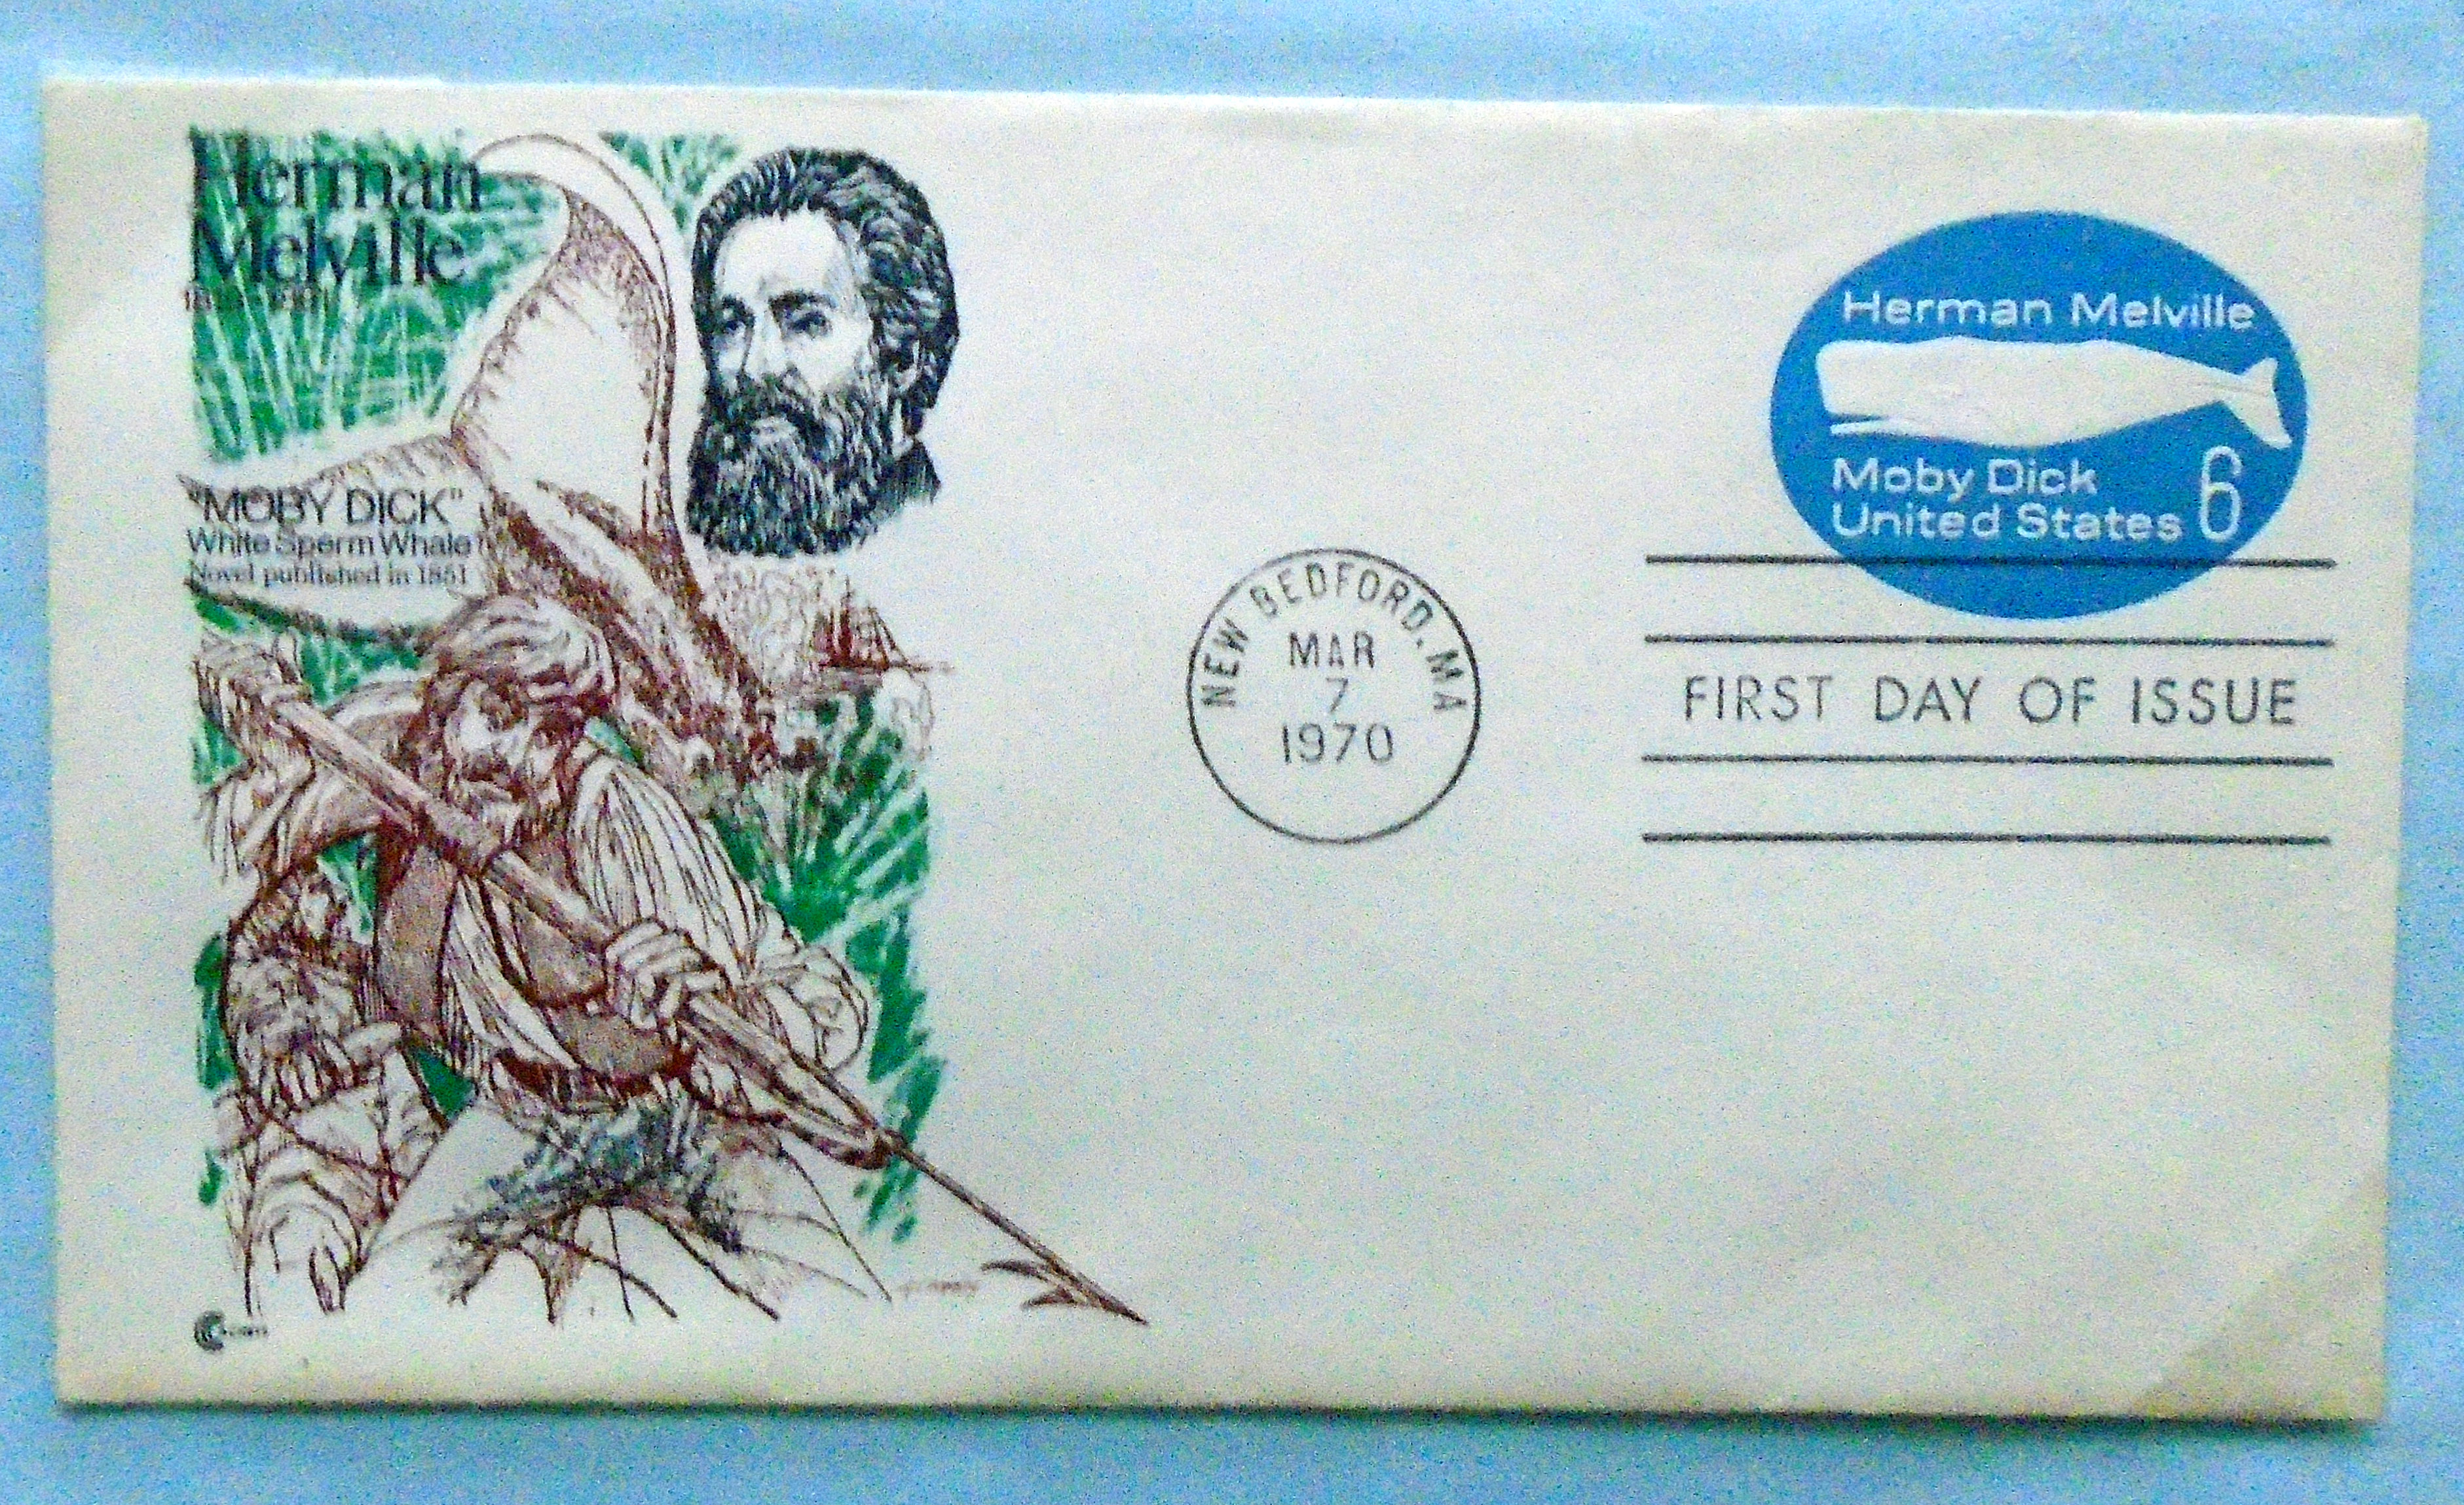 Herman
Melville
"MOBY DICK"
White Sperm Whale
Novel published in 1851
NEW BEDFORD, MA
MAR
7
1970
Herman Melville
Moby Dick
United States 6
FIRST DAY OF ISSUE